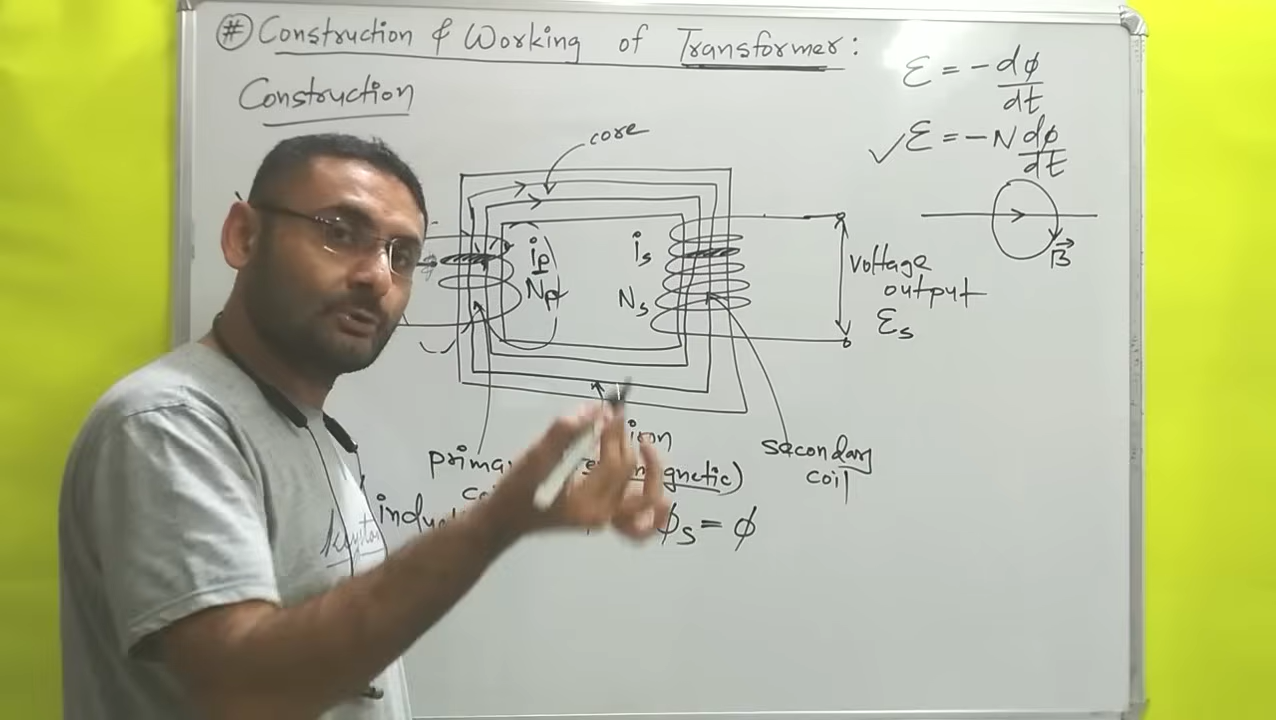 # Construction & Working of Transformer:
Construction
core
ε = - dφ/dt
✓ ε = - N dφ/dt
B
ip
Np
is
Ns
voltage
output
εs
iron
magnetic)
secondary
coil
φs = φ